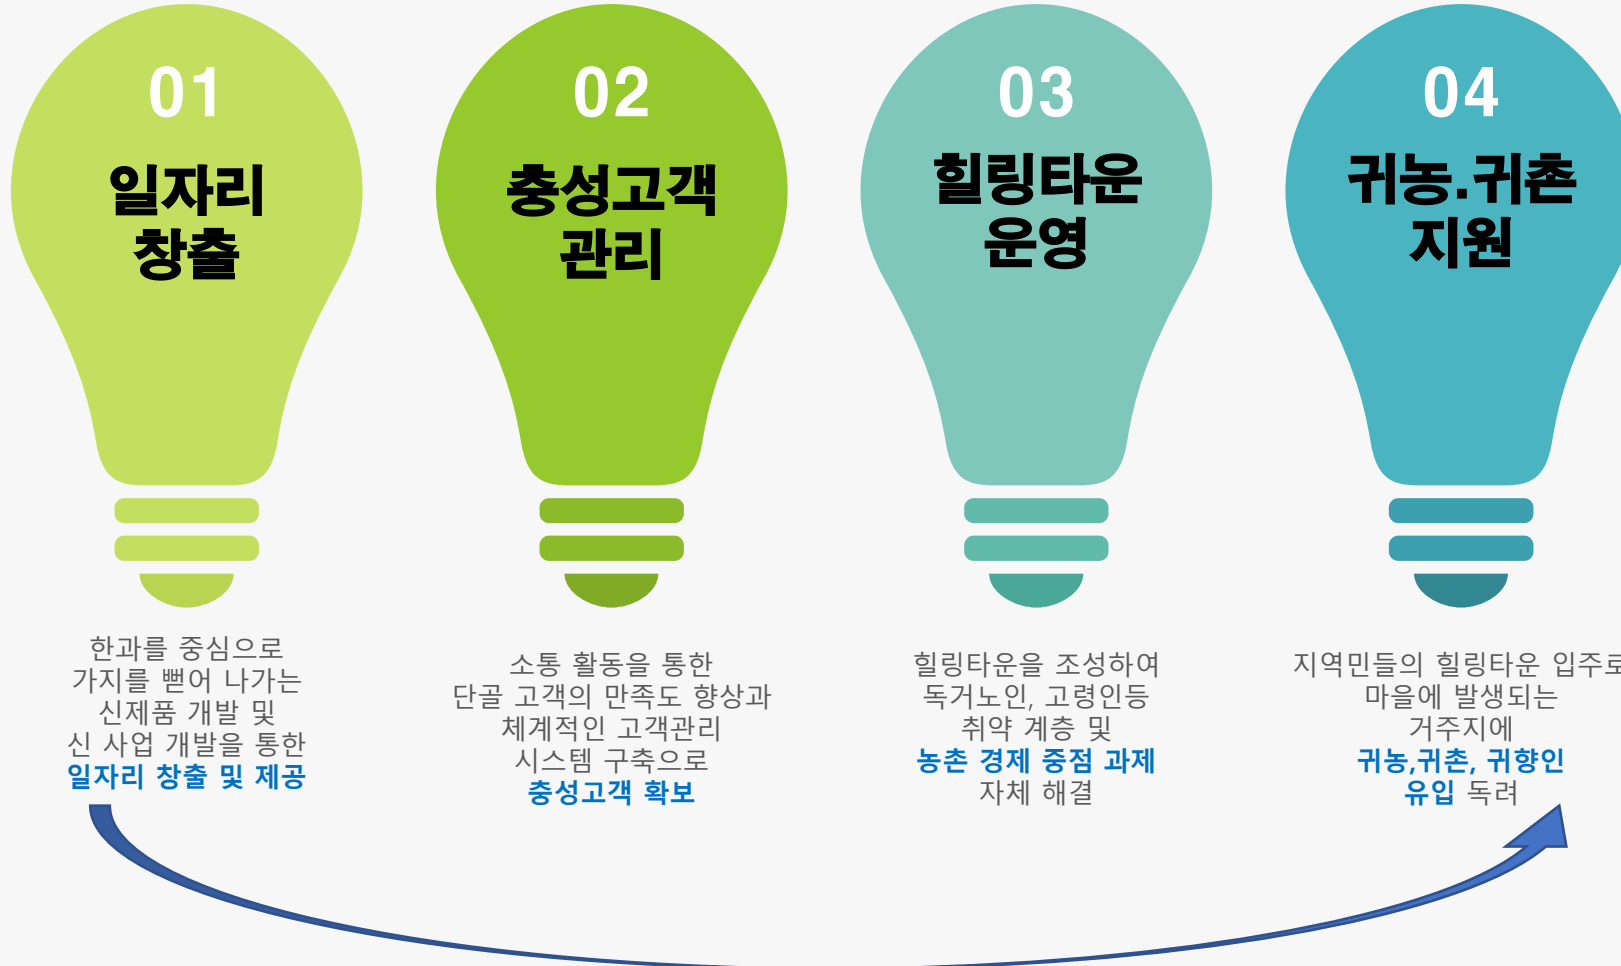 01
일자리
창출
한과를 중심으로
가지를 뻗어 나가는
신제품 개발 및
신 사업 개발을 통한
일자리 창출 및 제공
02
충성고객
관리
소통 활동을 통한
단골 고객의 만족도 향상과
체계적인 고객관리
시스템 구축으로
충성고객 확보
03
힐링타운
운영
힐링타운을 조성하여
독거노인, 고령인등
취약 계층 및
농촌 경제 중점 과제
자체 해결
04
귀농.귀촌
지원
지역민들의 힐링타운 입주로
마을에 발생되는
거주지에
귀농,귀촌, 귀향인
유입 독려